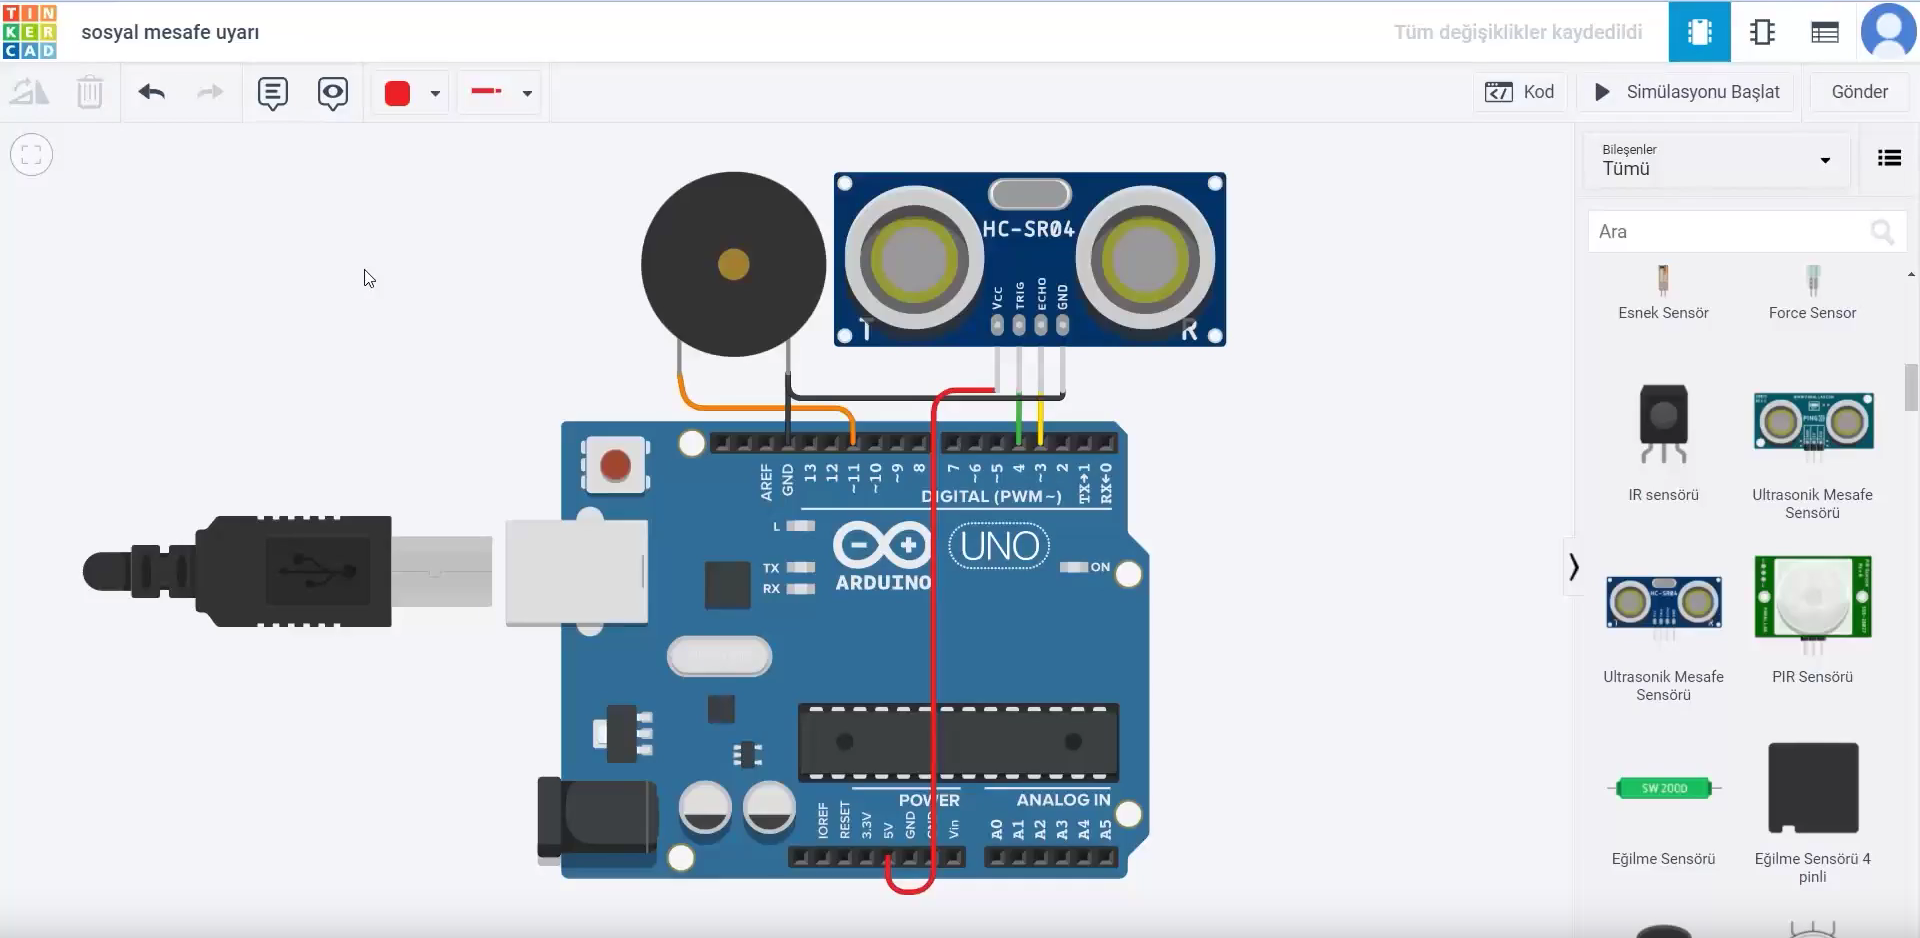 TIN
KER
CAD
sosyal mesafe uyarı
Tüm değişiklikler kaydedildi
Kod
Simülasyonu Başlat
Gönder
Bileşenler
Tümü
Ara
Esnek Sensör
Force Sensor
IR sensörü
Ultrasonik Mesafe
Sensörü
HC-SR04
Ultrasonik Mesafe
Sensörü
PIR Sensörü
SW 200D
Eğilme Sensörü
Eğilme Sensörü 4
pinli
HC-SR04
Vcc
TRIG
ECHO
GND
T
R
AREF
GND
13
12
~11
~10
~9
8
7
~6
~5
4
~3
2
TX→1
RX←0
DIGITAL (PWM~)
L
TX
RX
ARDUINO
UNO
ON
POWER
ANALOG IN
IOREF
RESET
3.3V
5V
GND
GND
Vin
A0
A1
A2
A3
A4
A5